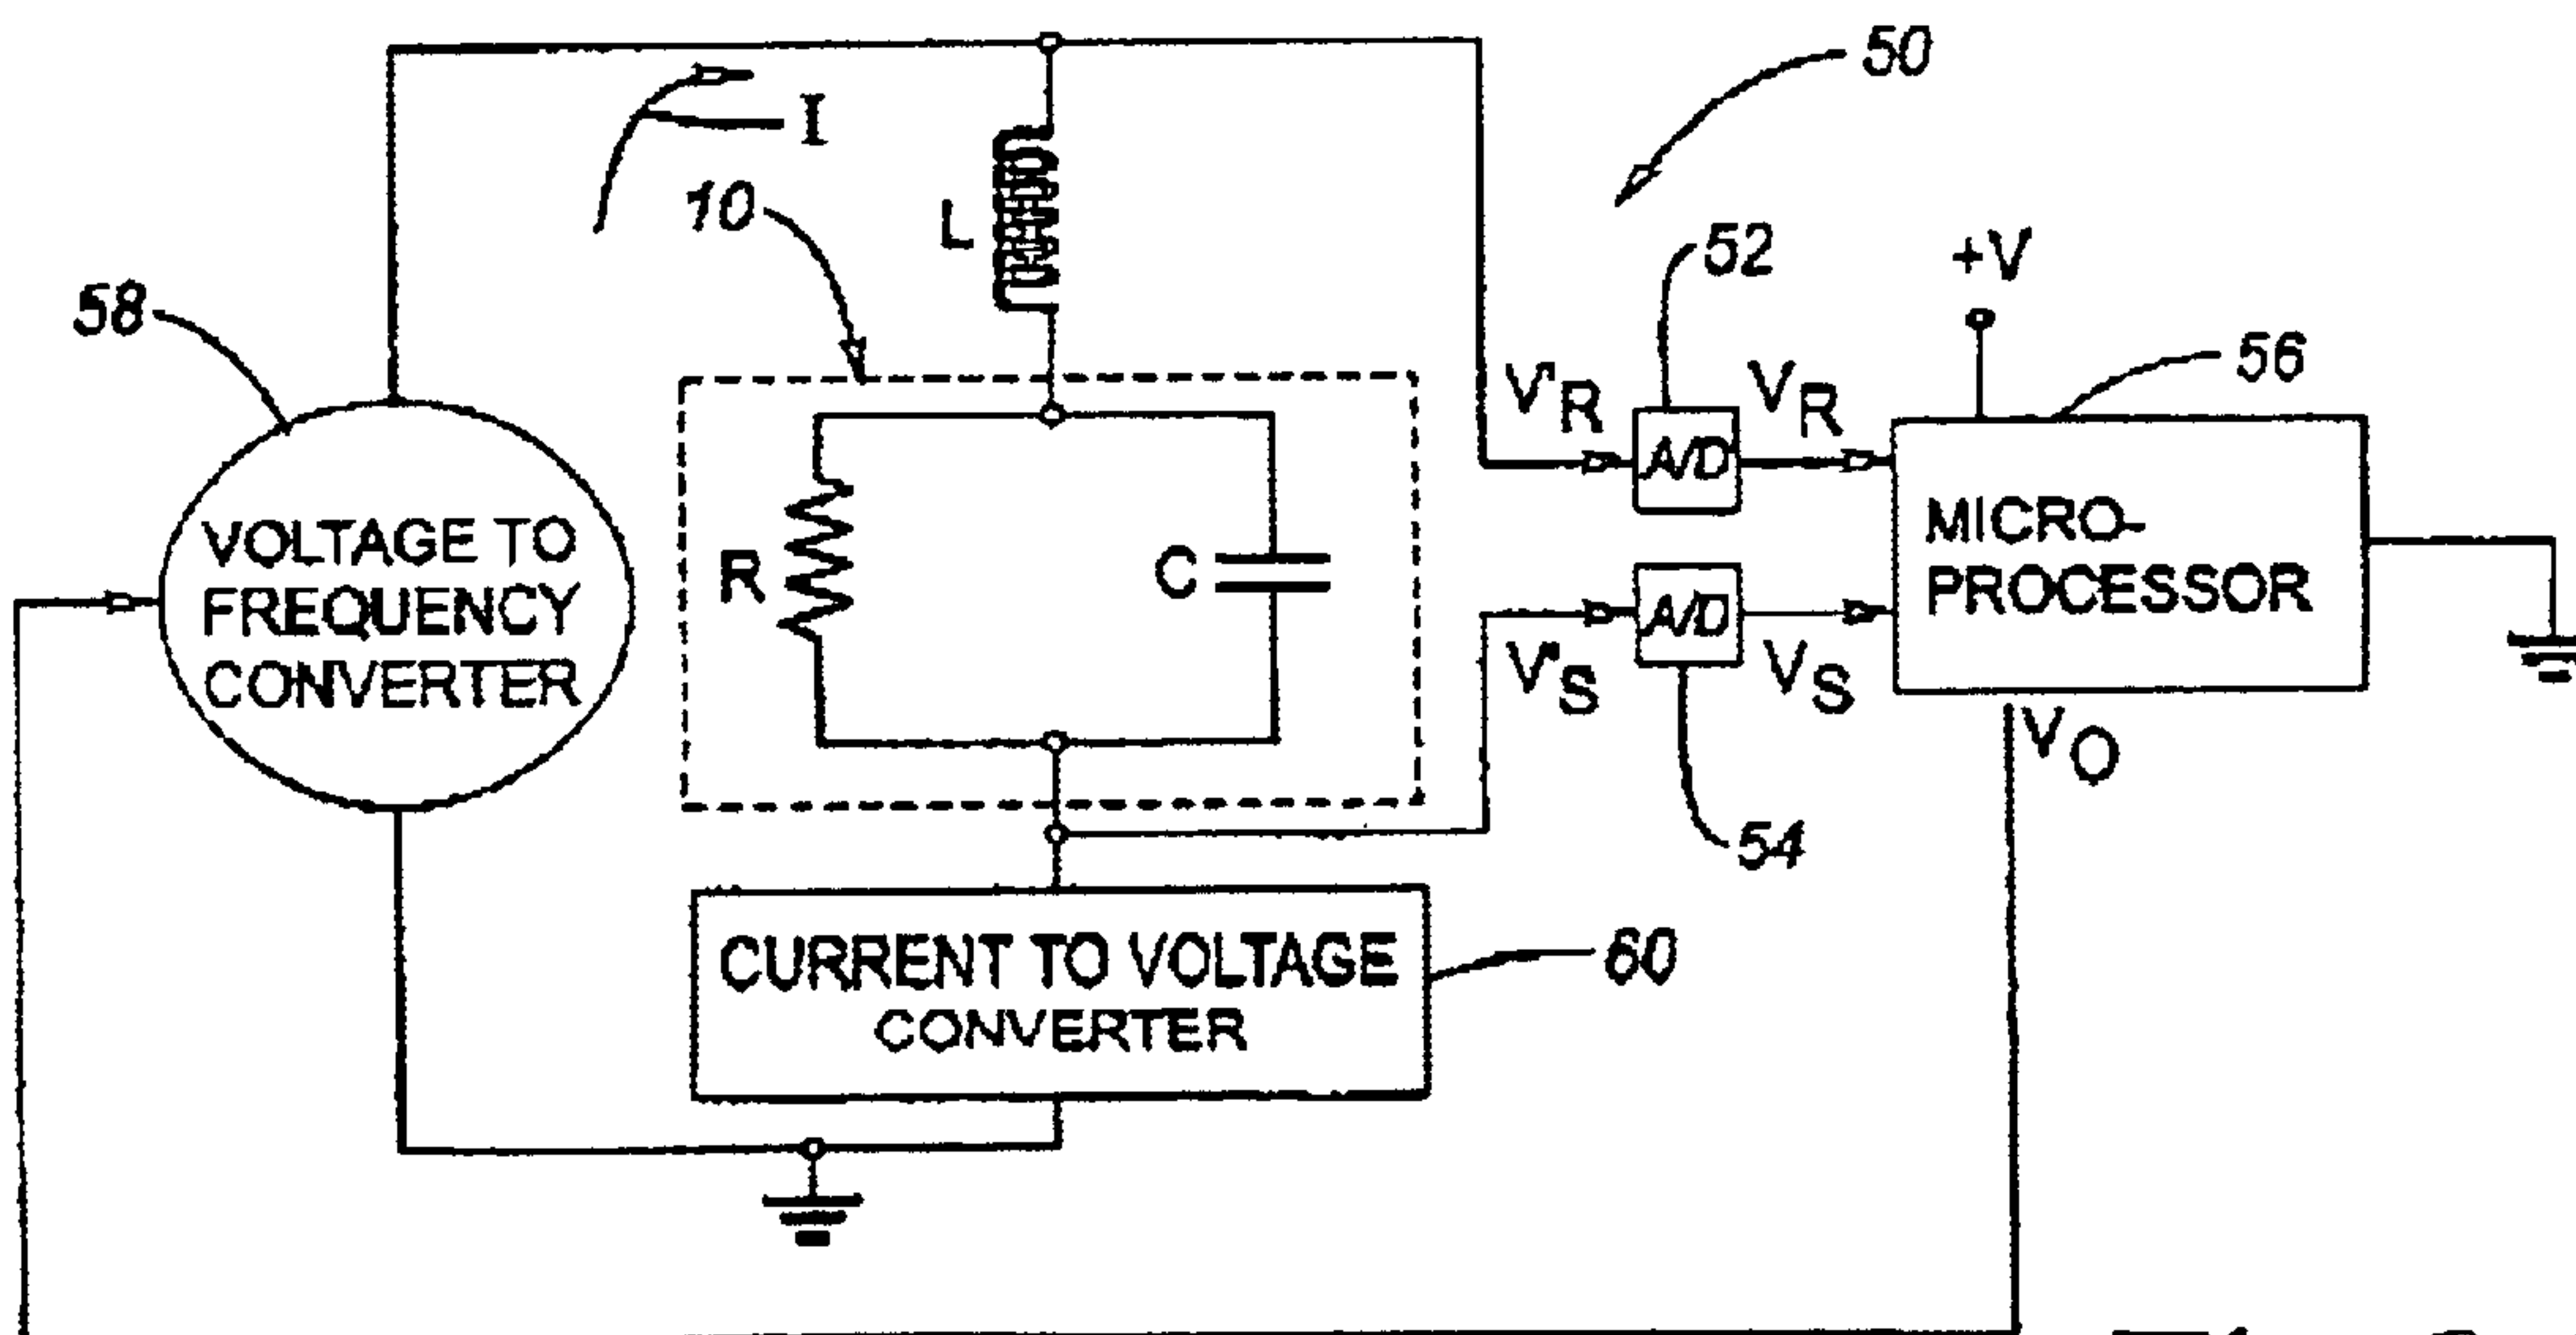 50
I
10
L
52
+V
58
56
V'R
VR
A/D
MICRO-
PROCESSOR
VOLTAGE TO
FREQUENCY
CONVERTER
R
C
A/D
V'S
VS
VO
54
CURRENT TO VOLTAGE
CONVERTER
60